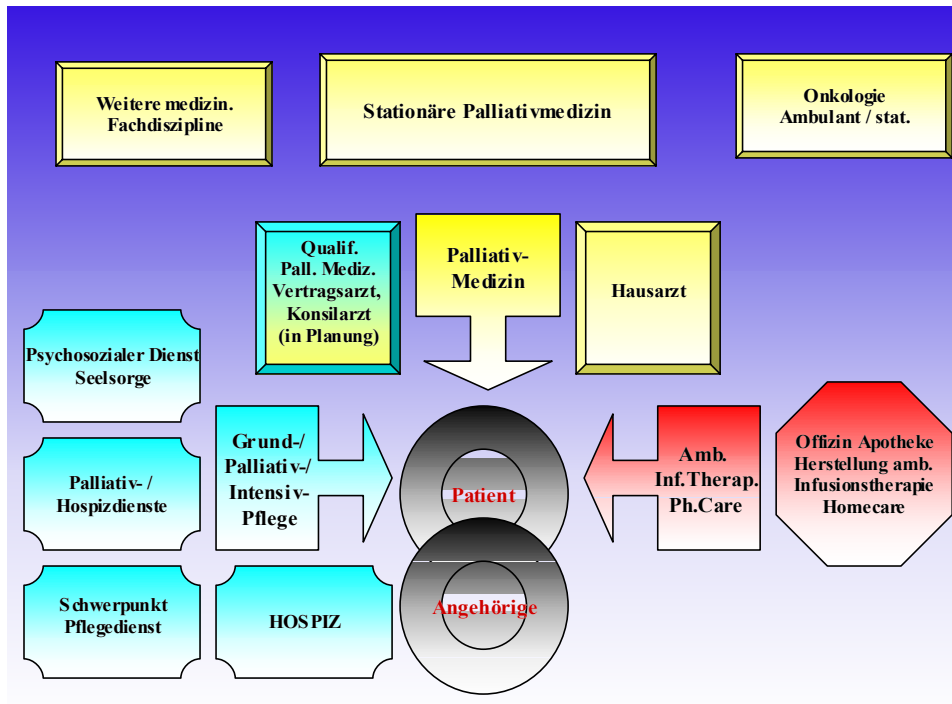 Weitere medizin.
Fachdiszipline
Stationäre Palliativmedizin
Onkologie
Ambulant / stat.
Qualif.
Pall. Mediz.
Vertragsarzt,
Konsilarzt
(in Planung)
Palliativ-
Medizin
Hausarzt
Psychosozialer Dienst
Seelsorge
Palliativ- /
Hospizdienste
Grund-/
Palliativ-/
Intensiv-
Pflege
Patient
Amb.
Inf.Therap.
Ph.Care
Offizin Apotheke
Herstellung amb.
Infusionstherapie
Homecare
Schwerpunkt
Pflegedienst
HOSPIZ
Angehörige